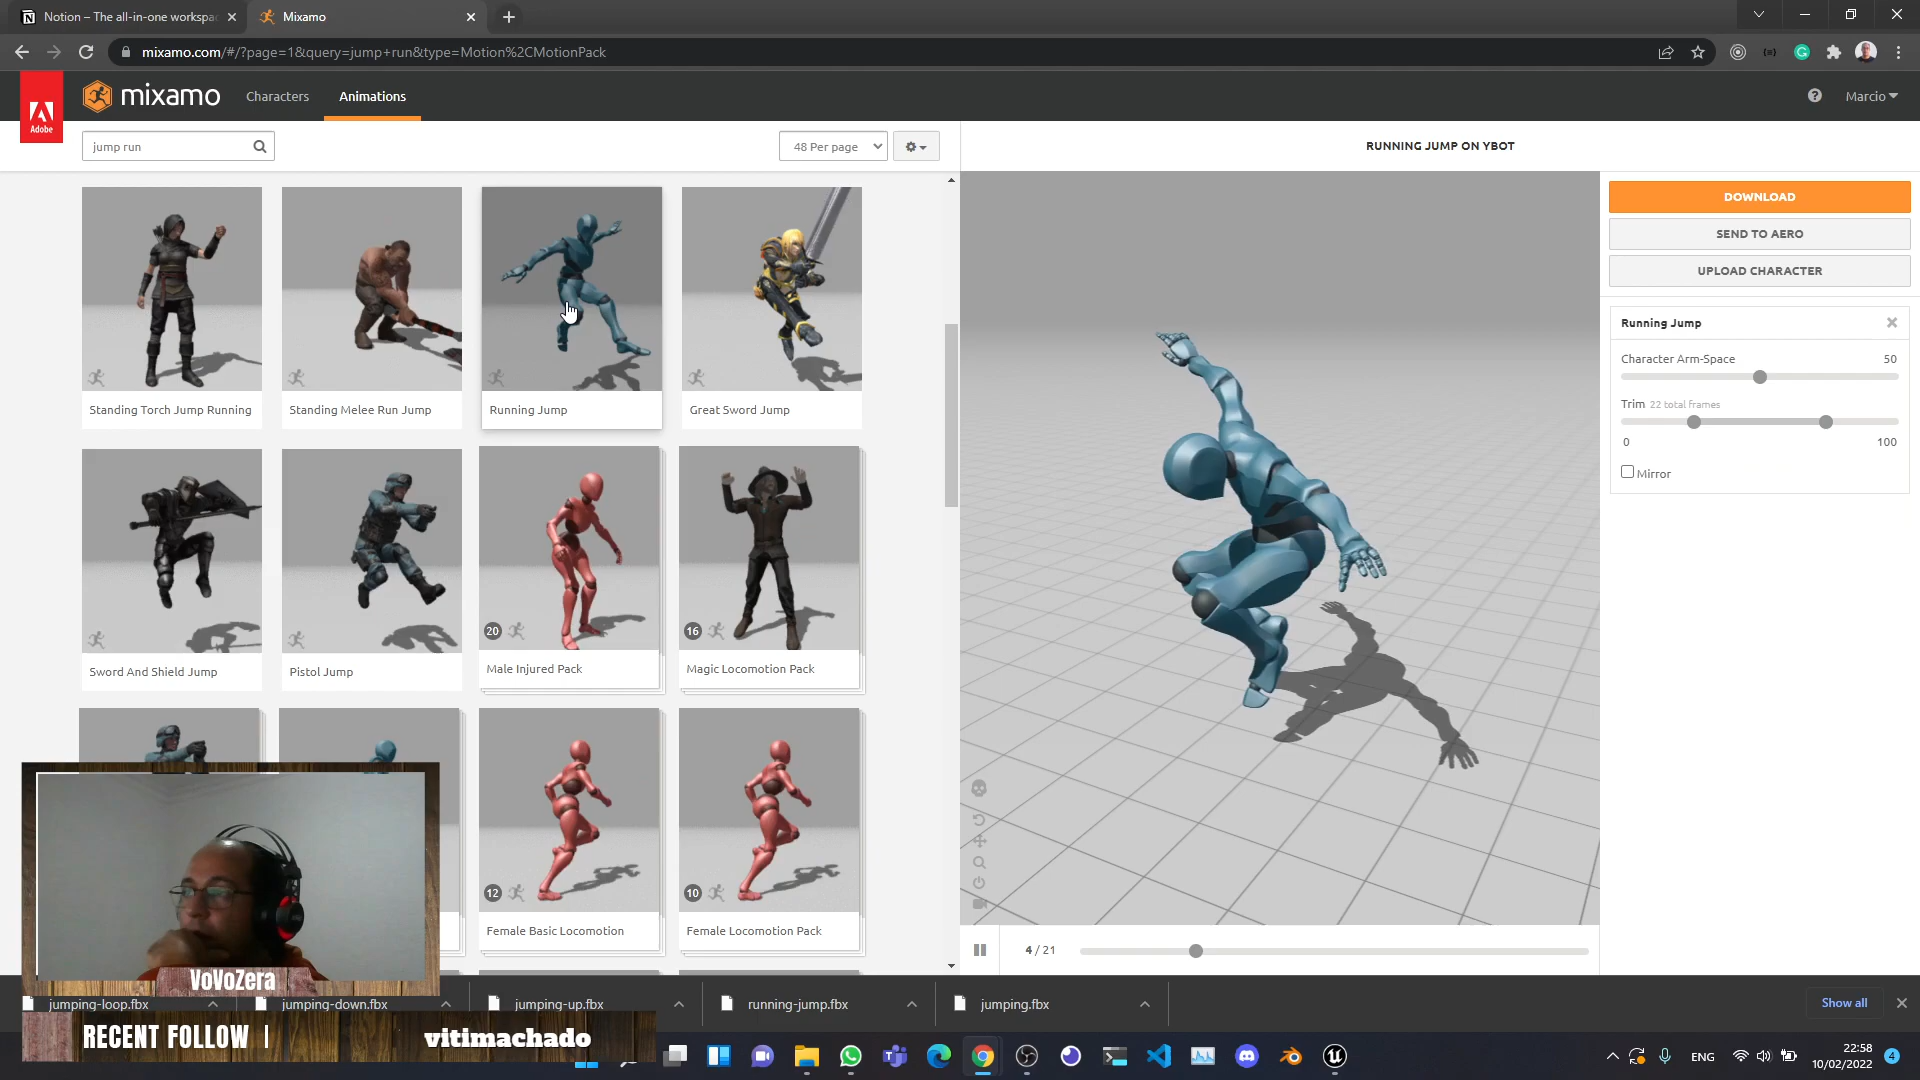 Notion – The all-in-one workspac
Mixamo
mixamo.com/#/?page=1&query=jump+run&type=Motion%2CMotionPack
Adobe
mixamo
Characters
Animations
Marcio
jump run
48 Per page
RUNNING JUMP ON YBOT
DOWNLOAD
SEND TO AERO
UPLOAD CHARACTER
Running Jump
Character Arm-Space
50
Trim 22 total frames
0
100
Mirror
Standing Torch Jump Running
Standing Melee Run Jump
Running Jump
Great Sword Jump
20
16
Sword And Shield Jump
Pistol Jump
Male Injured Pack
Magic Locomotion Pack
12
10
Female Basic Locomotion
Female Locomotion Pack
4 / 21
VoVoZera
jumping-loop.fbx
jumping-down.fbx
jumping-up.fbx
running-jump.fbx
jumping.fbx
Show all
RECENT FOLLOW |
vitimachado
ENG
22:58
10/02/2022
4